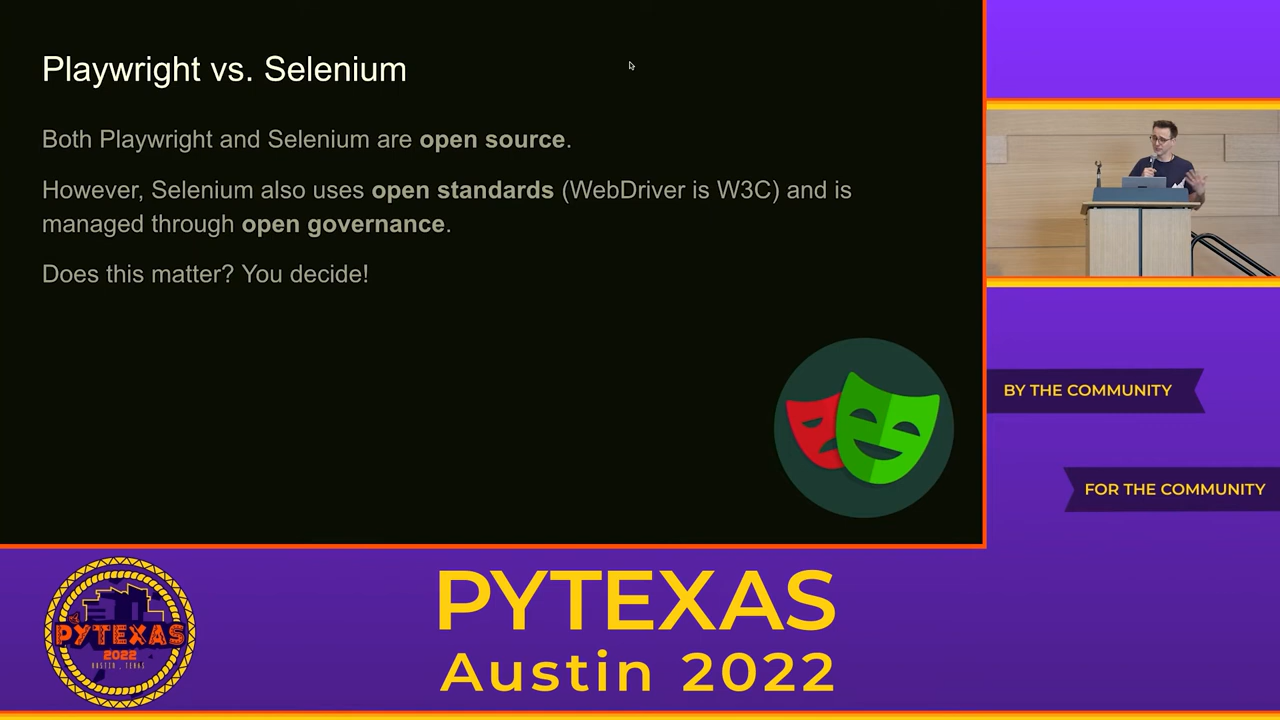 Playwright vs. Selenium
Both Playwright and Selenium are open source.
However, Selenium also uses open standards (WebDriver is W3C) and is
managed through open governance.
Does this matter? You decide!
BY THE COMMUNITY
FOR THE COMMUNITY
PYTEXAS
2022
AUSTIN, TEXAS
PYTEXAS
Austin 2022